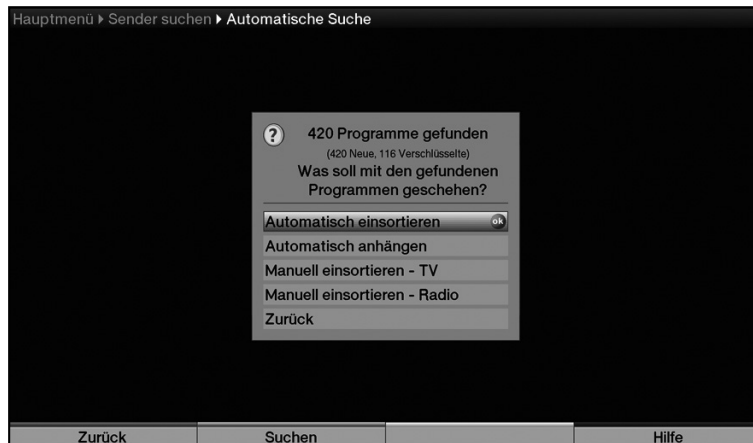 Hauptmenü ▸ Sender suchen ▸ Automatische Suche
? 420 Programme gefunden
(420 Neue, 116 Verschlüsselte)
Was soll mit den gefundenen
Programmen geschehen?
Automatisch einsortieren ok
Automatisch anhängen
Manuell einsortieren - TV
Manuell einsortieren - Radio
Zurück
Zurück Suchen Hilfe